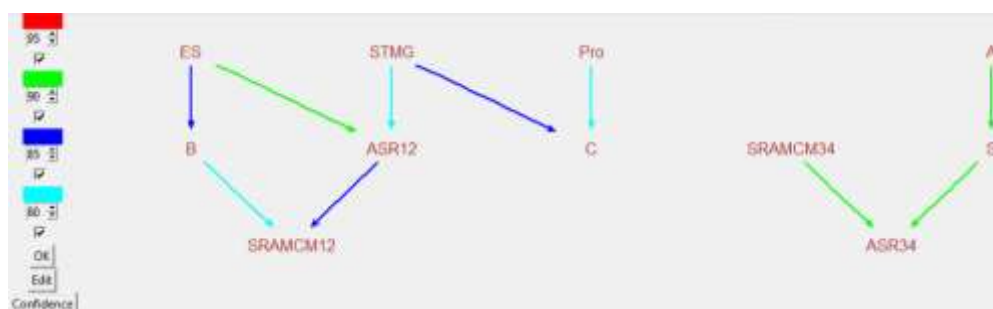 95
90
85
80
OK
Edit
Confidence
ES STMG Pro A
B ASR12 C SRAMCM34 S
SRAMCM12 ASR34